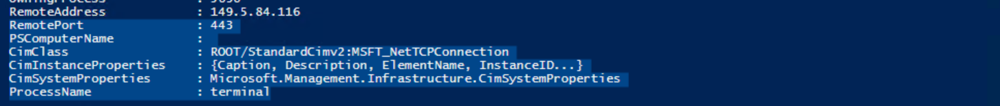 RemoteAddress : 149.5.84.116
RemotePort : 443
PSComputerName :
CimClass : ROOT/StandardCimv2:MSFT_NetTCPConnection
CimInstanceProperties : {Caption, Description, ElementName, InstanceID...}
CimSystemProperties : Microsoft.Management.Infrastructure.CimSystemProperties
ProcessName : terminal